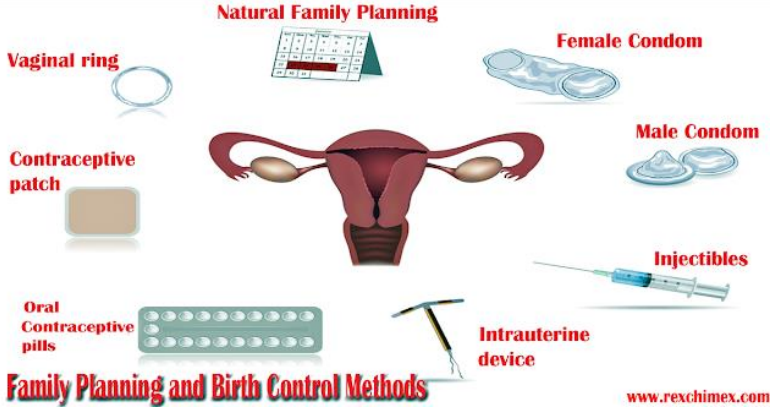 Natural Family Planning
Female Condom
Vaginal ring
Male Condom
Contraceptive
patch
Injectibles
Oral
Contraceptive
pills
Intrauterine
device
Family Planning and Birth Control Methods
www.rexchimex.com